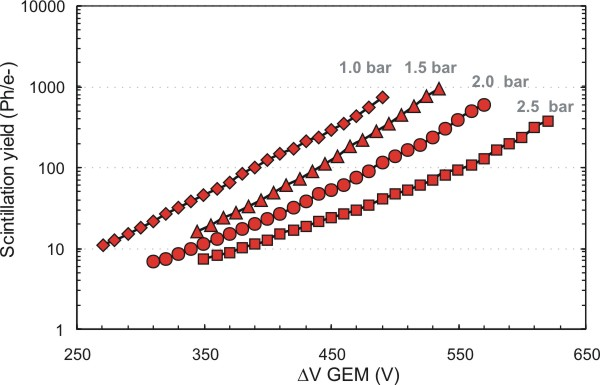 Scintillation yield (Ph/e-)
10000
1000
100
10
1
1.0 bar
1.5 bar
2.0 bar
2.5 bar
250 350 450 550 650
ΔV GEM (V)